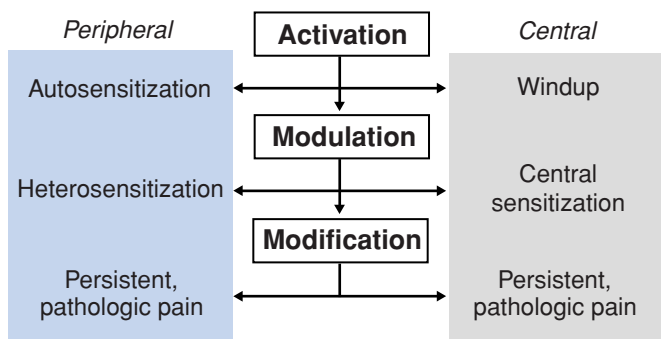 Peripheral
Activation
Central
Autosensitization
Windup
Modulation
Heterosensitization
Central
sensitization
Modification
Persistent,
pathologic pain
Persistent,
pathologic pain